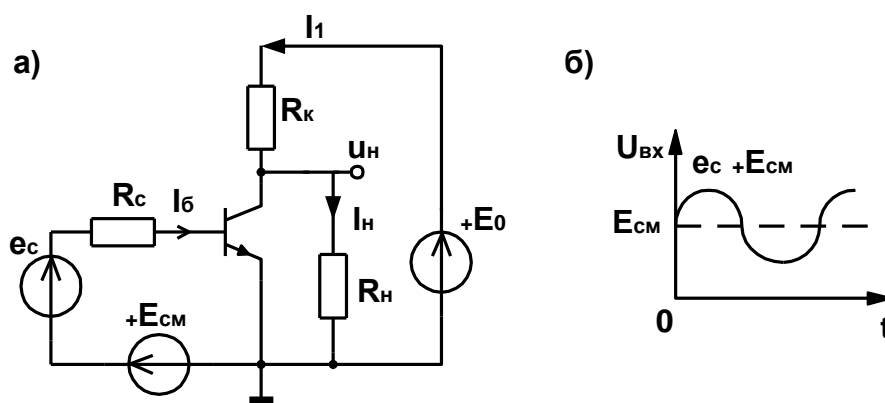 а)
I1
Rк
uн
Rс
Iб
Iн
+E0
eс
Rн
+Eсм
б)
Uвх
eс +Eсм
Eсм
0
t